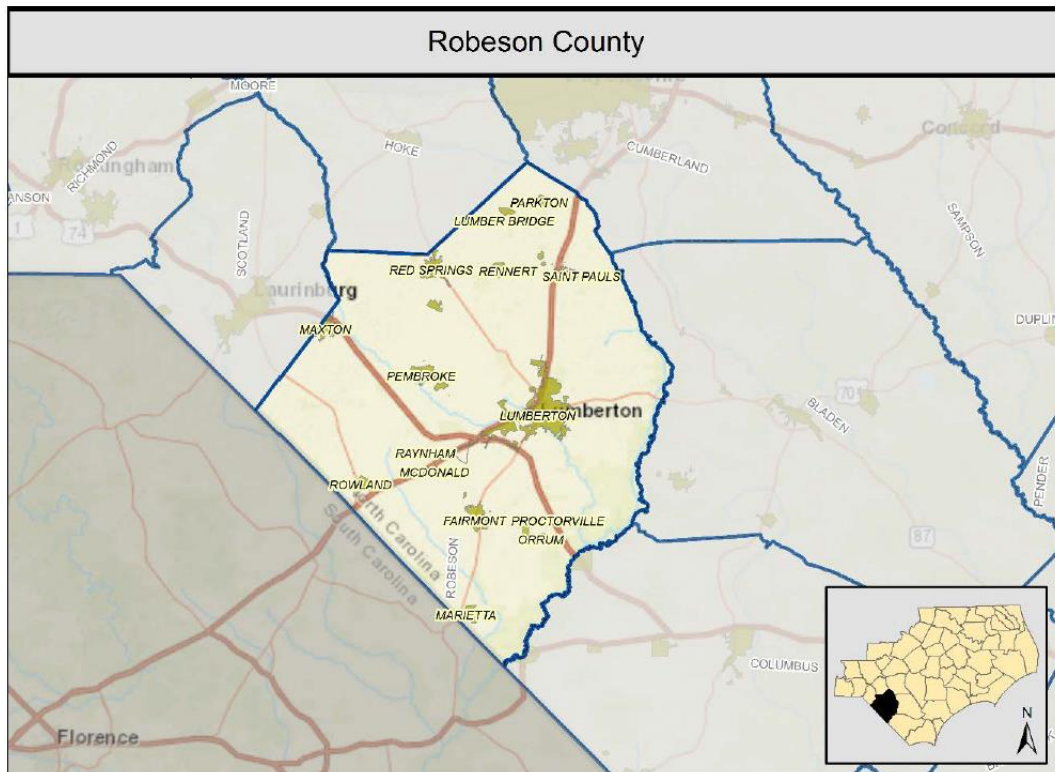 Robeson County
MOORE
HOKE
CUMBERLAND
Concord
RICHMOND
ANSON
SAMPSON
PARKTON
LUMBER BRIDGE
1
74
SCOTLAND
RED SPRINGS
RENNERT
SAINT PAULS
Laurinburg
DUPLIN
MAXTON
PEMBROKE
701
BLADEN
LUMBERTON
RAYNHAM
MCDONALD
ROWLAND
PENDER
North Carolina
South Carolina
FAIRMONT
PROCTORVILLE
ORRUM
87
ROBESON
MARIETTA
COLUMBUS
Florence
N